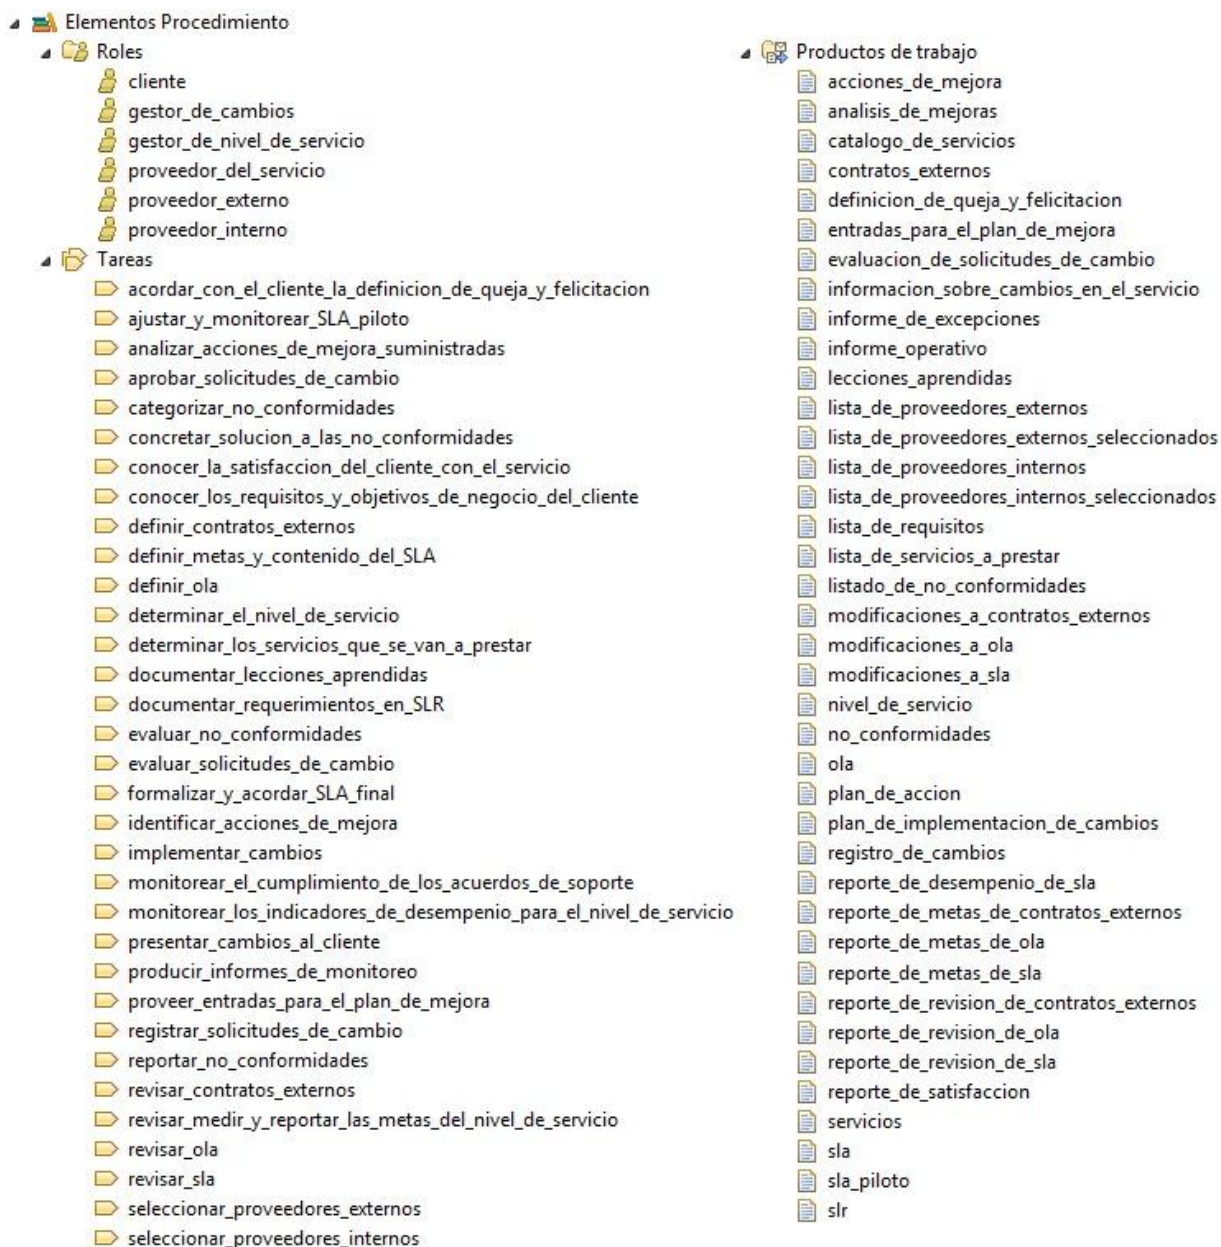 Elementos Procedimiento
Roles
cliente
gestor_de_cambios
gestor_de_nivel_de_servicio
proveedor_del_servicio
proveedor_externo
proveedor_interno
Tareas
acordar_con_el_cliente_la_definicion_de_queja_y_felicitacion
ajustar_y_monitorear_SLA_piloto
analizar_acciones_de_mejora_suministradas
aprobar_solicitudes_de_cambio
categorizar_no_conformidades
concretar_solucion_a_las_no_conformidades
conocer_la_satisfaccion_del_cliente_con_el_servicio
conocer_los_requisitos_y_objetivos_de_negocio_del_cliente
definir_contratos_externos
definir_metas_y_contenido_del_SLA
definir_ola
determinar_el_nivel_de_servicio
determinar_los_servicios_que_se_van_a_prestar
documentar_lecciones_aprendidas
documentar_requerimientos_en_SLR
evaluar_no_conformidades
evaluar_solicitudes_de_cambio
formalizar_y_acordar_SLA_final
identificar_acciones_de_mejora
implementar_cambios
monitorear_el_cumplimiento_de_los_acuerdos_de_soporte
monitorear_los_indicadores_de_desempenio_para_el_nivel_de_servicio
presentar_cambios_al_cliente
producir_informes_de_monitoreo
proveer_entradas_para_el_plan_de_mejora
registrar_solicitudes_de_cambio
reportar_no_conformidades
revisar_contratos_externos
revisar_medir_y_reportar_las_metas_del_nivel_de_servicio
revisar_ola
revisar_sla
seleccionar_proveedores_externos
seleccionar_proveedores_internos
Productos de trabajo
acciones_de_mejora
analisis_de_mejoras
catalogo_de_servicios
contratos_externos
definicion_de_queja_y_felicitacion
entradas_para_el_plan_de_mejora
evaluacion_de_solicitudes_de_cambio
informacion_sobre_cambios_en_el_servicio
informe_de_excepciones
informe_operativo
lecciones_aprendidas
lista_de_proveedores_externos
lista_de_proveedores_externos_seleccionados
lista_de_proveedores_internos
lista_de_proveedores_internos_seleccionados
lista_de_requisitos
lista_de_servicios_a_prestar
listado_de_no_conformidades
modificaciones_a_contratos_externos
modificaciones_a_ola
modificaciones_a_sla
nivel_de_servicio
no_conformidades
ola
plan_de_accion
plan_de_implementacion_de_cambios
registro_de_cambios
reporte_de_desempenio_de_sla
reporte_de_metas_de_contratos_externos
reporte_de_metas_de_ola
reporte_de_metas_de_sla
reporte_de_revision_de_contratos_externos
reporte_de_revision_de_ola
reporte_de_revision_de_sla
reporte_de_satisfaccion
servicios
sla
sla_piloto
slr